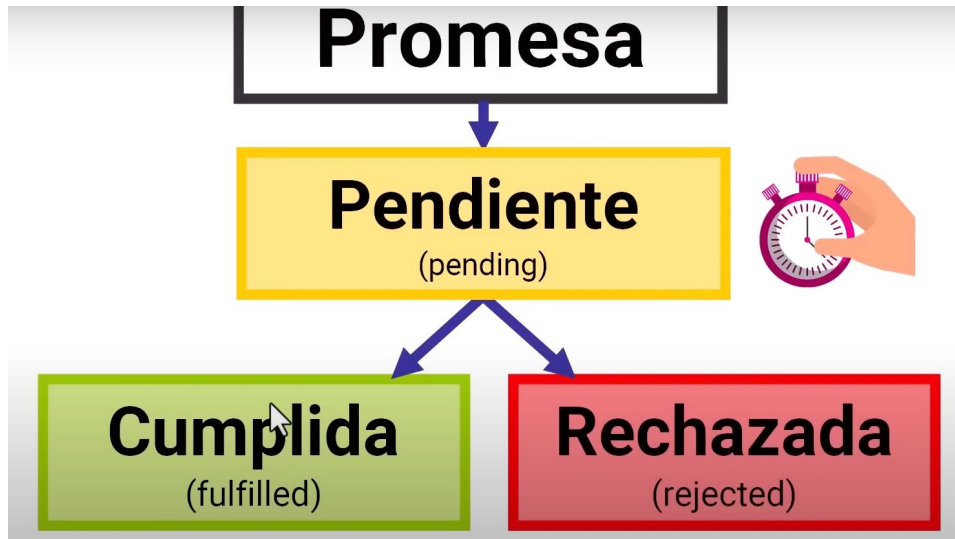 Promesa
Pendiente
(pending)
Cumplida
(fulfilled)
Rechazada
(rejected)